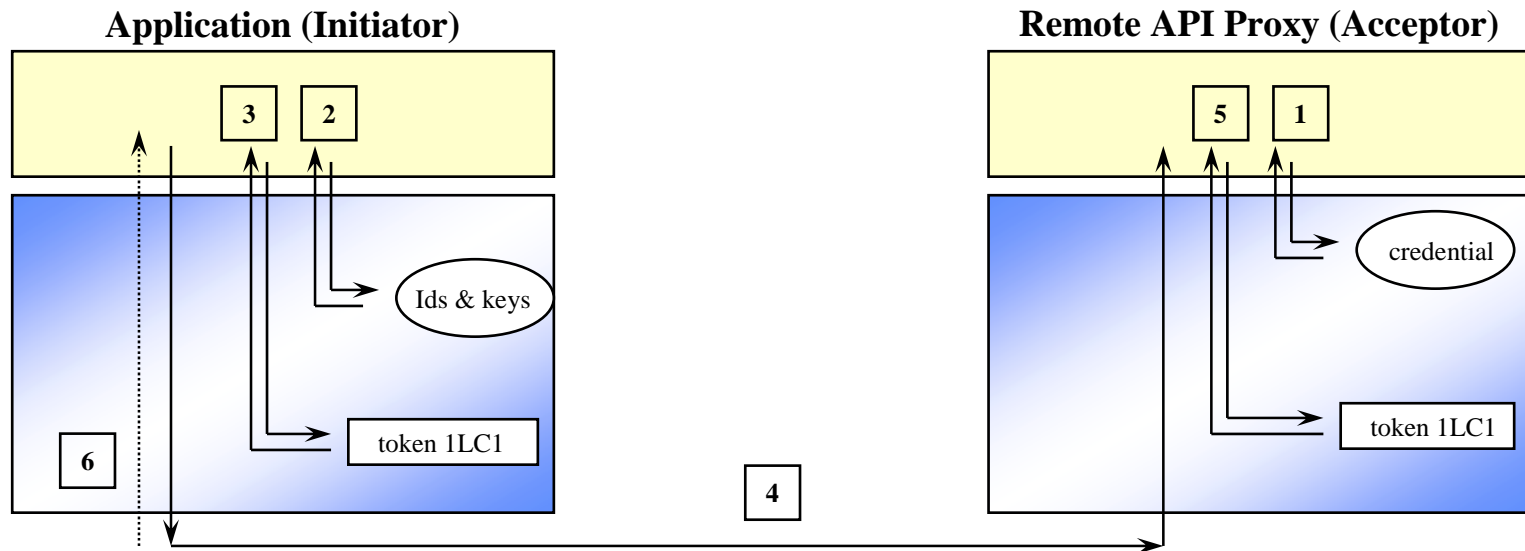 Application (Initiator)
Remote API Proxy (Acceptor)
3
2
5
1
credential
Ids & keys
token 1LC1
token 1LC1
6
4